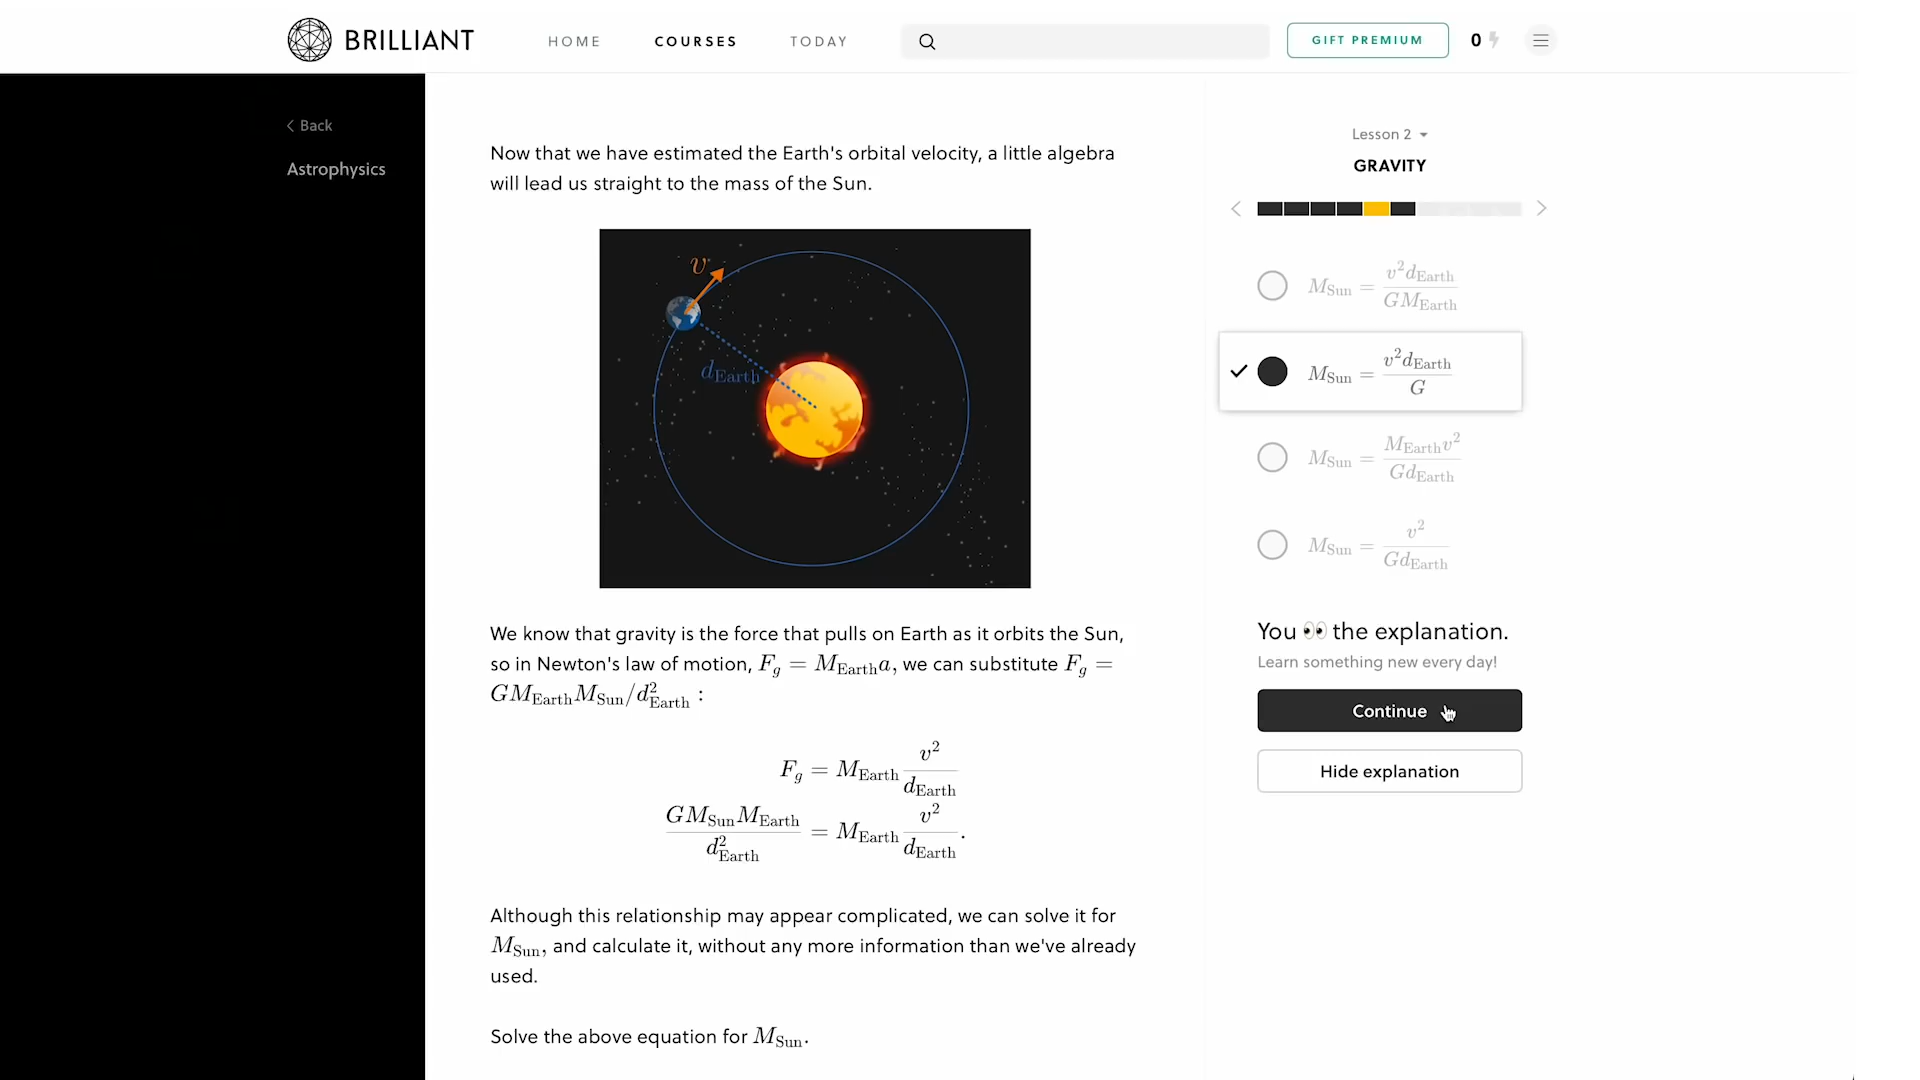 BRILLIANT
HOME
COURSES
TODAY
GIFT PREMIUM
0
Back
Astrophysics
Now that we have estimated the Earth's orbital velocity, a little algebra
will lead us straight to the mass of the Sun.
v
d_Earth
We know that gravity is the force that pulls on Earth as it orbits the Sun,
so in Newton's law of motion, F_g = M_Earth a, we can substitute F_g =
GM_Earth M_Sun/d²_Earth :
F_g = M_Earth v²/d_Earth
GM_Sun M_Earth/d²_Earth = M_Earth v²/d_Earth.
Although this relationship may appear complicated, we can solve it for
M_Sun, and calculate it, without any more information than we've already
used.
Solve the above equation for M_Sun.
Lesson 2
GRAVITY
M_Sun = v²d_Earth/GM_Earth
M_Sun = v²d_Earth/G
M_Sun = M_Earth v²/Gd_Earth
M_Sun = v²/Gd_Earth
You 👀 the explanation.
Learn something new every day!
Continue
Hide explanation